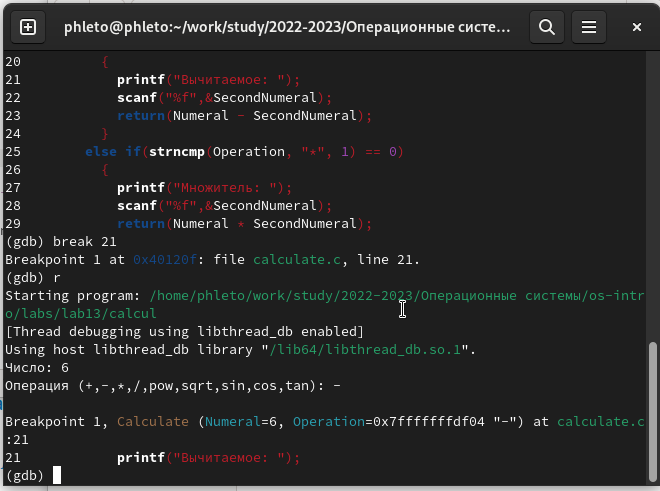 phleto@phleto:~/work/study/2022-2023/Операционные систе...
20          {
21            printf("Вычитаемое: ");
22            scanf("%f",&SecondNumeral);
23            return(Numeral - SecondNumeral);
24          }
25        else if(strncmp(Operation, "*", 1) == 0)
26          {
27            printf("Множитель: ");
28            scanf("%f",&SecondNumeral);
29            return(Numeral * SecondNumeral);
(gdb) break 21
Breakpoint 1 at 0x40120f: file calculate.c, line 21.
(gdb) r
Starting program: /home/phleto/work/study/2022-2023/Операционные системы/os-intr
o/labs/lab13/calcul
[Thread debugging using libthread_db enabled]
Using host libthread_db library "/lib64/libthread_db.so.1".
Число: 6
Операция (+,-,*,/,pow,sqrt,sin,cos,tan): -
Breakpoint 1, Calculate (Numeral=6, Operation=0x7fffffffdf04 "-") at calculate.c
:21
21            printf("Вычитаемое: ");
(gdb)